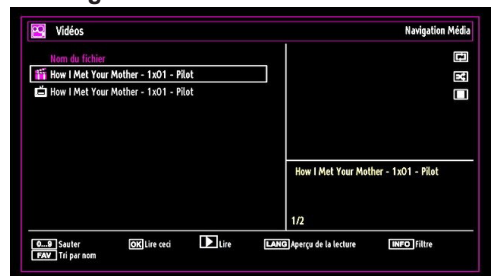 Vidéos
Navigation Média
Nom du fichier
How I Met Your Mother - 1x01 - Pilot
How I Met Your Mother - 1x01 - Pilot
How I Met Your Mother - 1x01 - Pilot
1/2
0...9 Sauter
OK Lire ceci
Lire
LANG Aperçu de la lecture
INFO Filtre
FAV Tri par nom